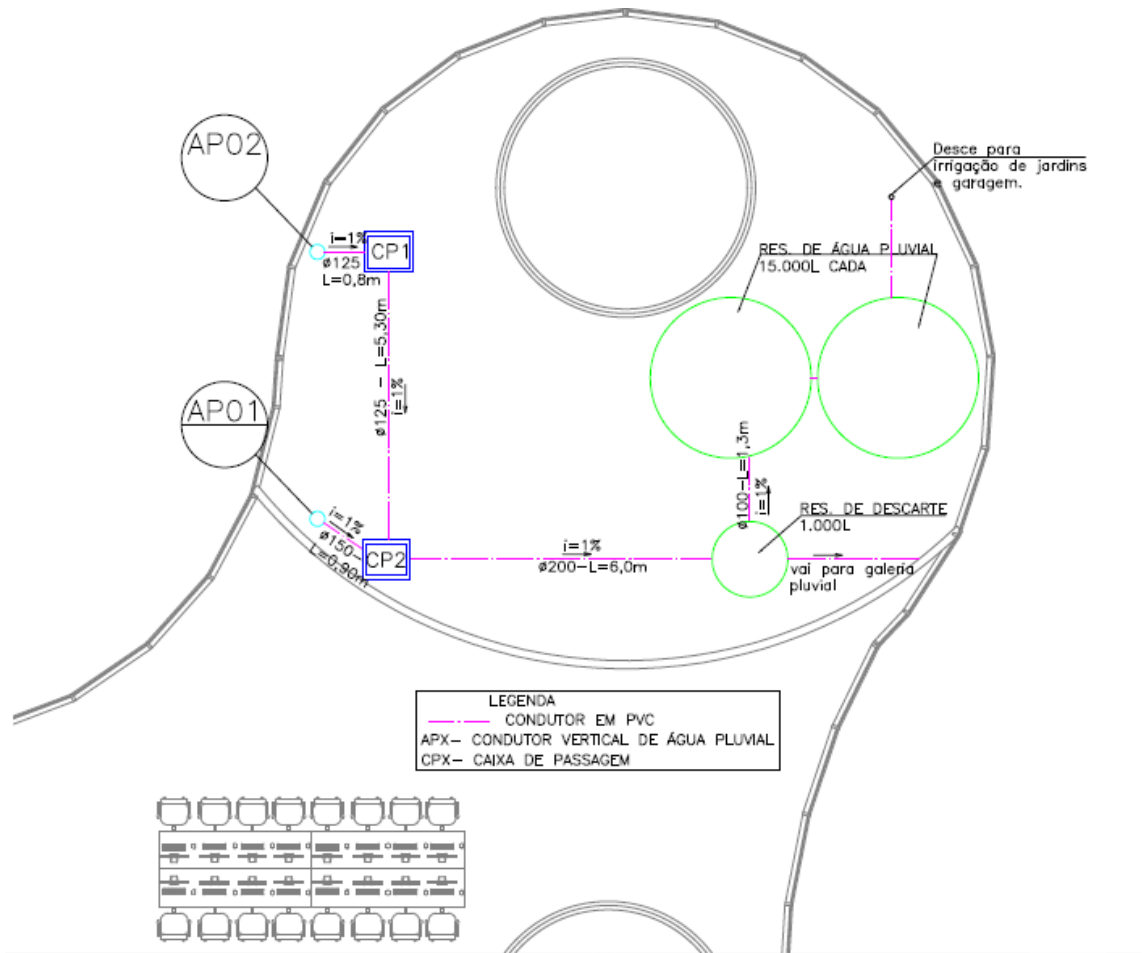 AP02
Desce para
irrigação de jardins
e garagem.
i=1%
CP1
ø125
L=0,8m
RES. DE ÁGUA PLUVIAL
15.000L CADA
ø125 - L=5,30m
i=1%
AP01
i=1%
ø150-
L=0,90m
CP2
i=1%
ø200-L=6,0m
ø100-L=1,3m
i=1%
RES. DE DESCARTE
1.000L
vai para galeria
pluvial
LEGENDA
CONDUTOR EM PVC
APX- CONDUTOR VERTICAL DE ÁGUA PLUVIAL
CPX- CAIXA DE PASSAGEM